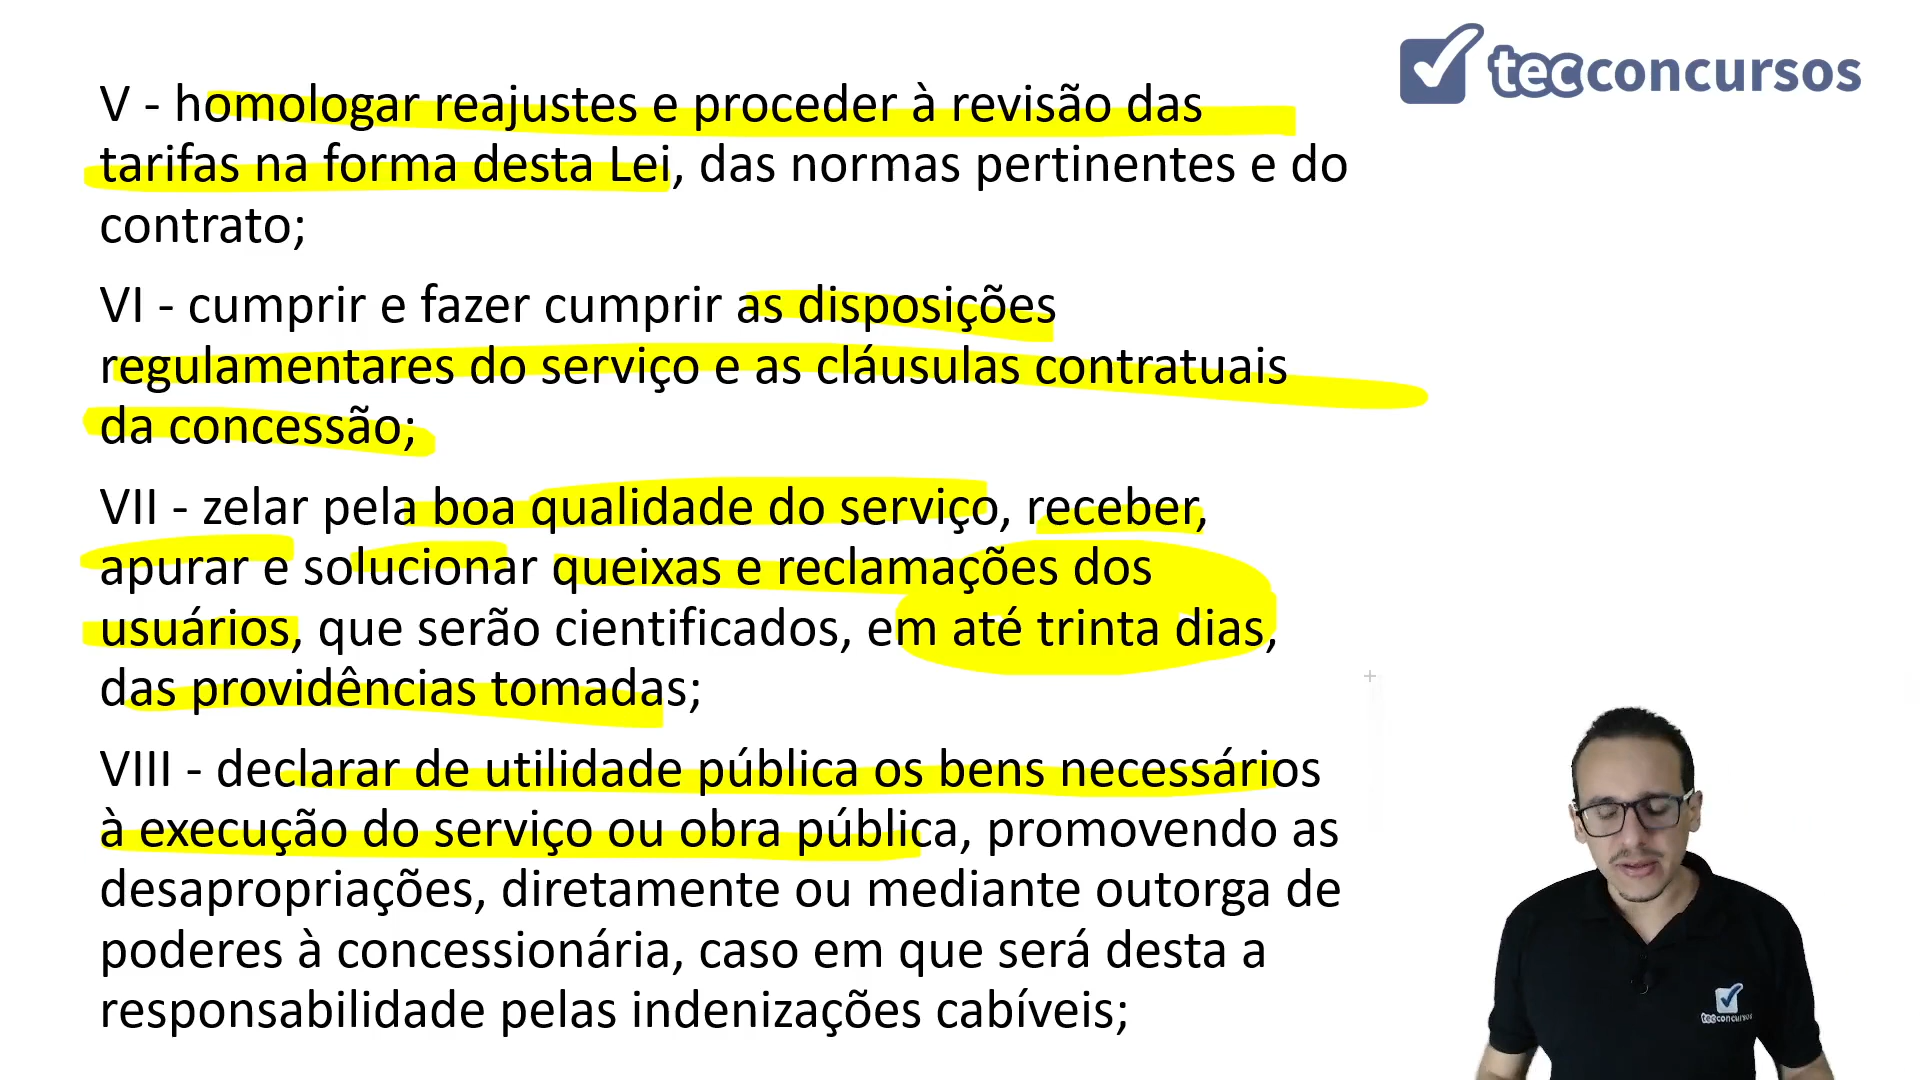 tecconcursos
V - homologar reajustes e proceder à revisão das
tarifas na forma desta Lei, das normas pertinentes e do
contrato;
VI - cumprir e fazer cumprir as disposições
regulamentares do serviço e as cláusulas contratuais
da concessão;
VII - zelar pela boa qualidade do serviço, receber,
apurar e solucionar queixas e reclamações dos
usuários, que serão cientificados, em até trinta dias,
das providências tomadas;
VIII - declarar de utilidade pública os bens necessários
à execução do serviço ou obra pública, promovendo as
desapropriações, diretamente ou mediante outorga de
poderes à concessionária, caso em que será desta a
responsabilidade pelas indenizações cabíveis;
tecconcursos